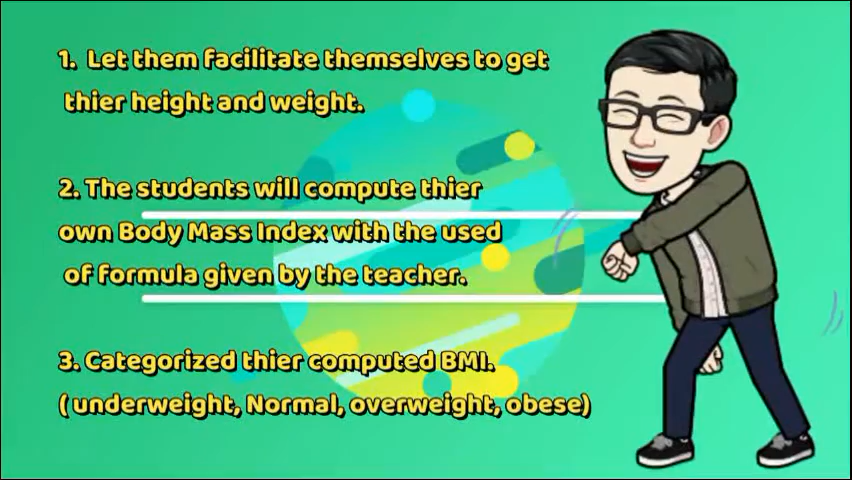 1. Let them facilitate themselves to get
thier height and weight.
2. The students will compute thier
own Body Mass Index with the used
of formula given by the teacher.
3. Categorized thier computed BMI.
( underweight, Normal, overweight, obese)